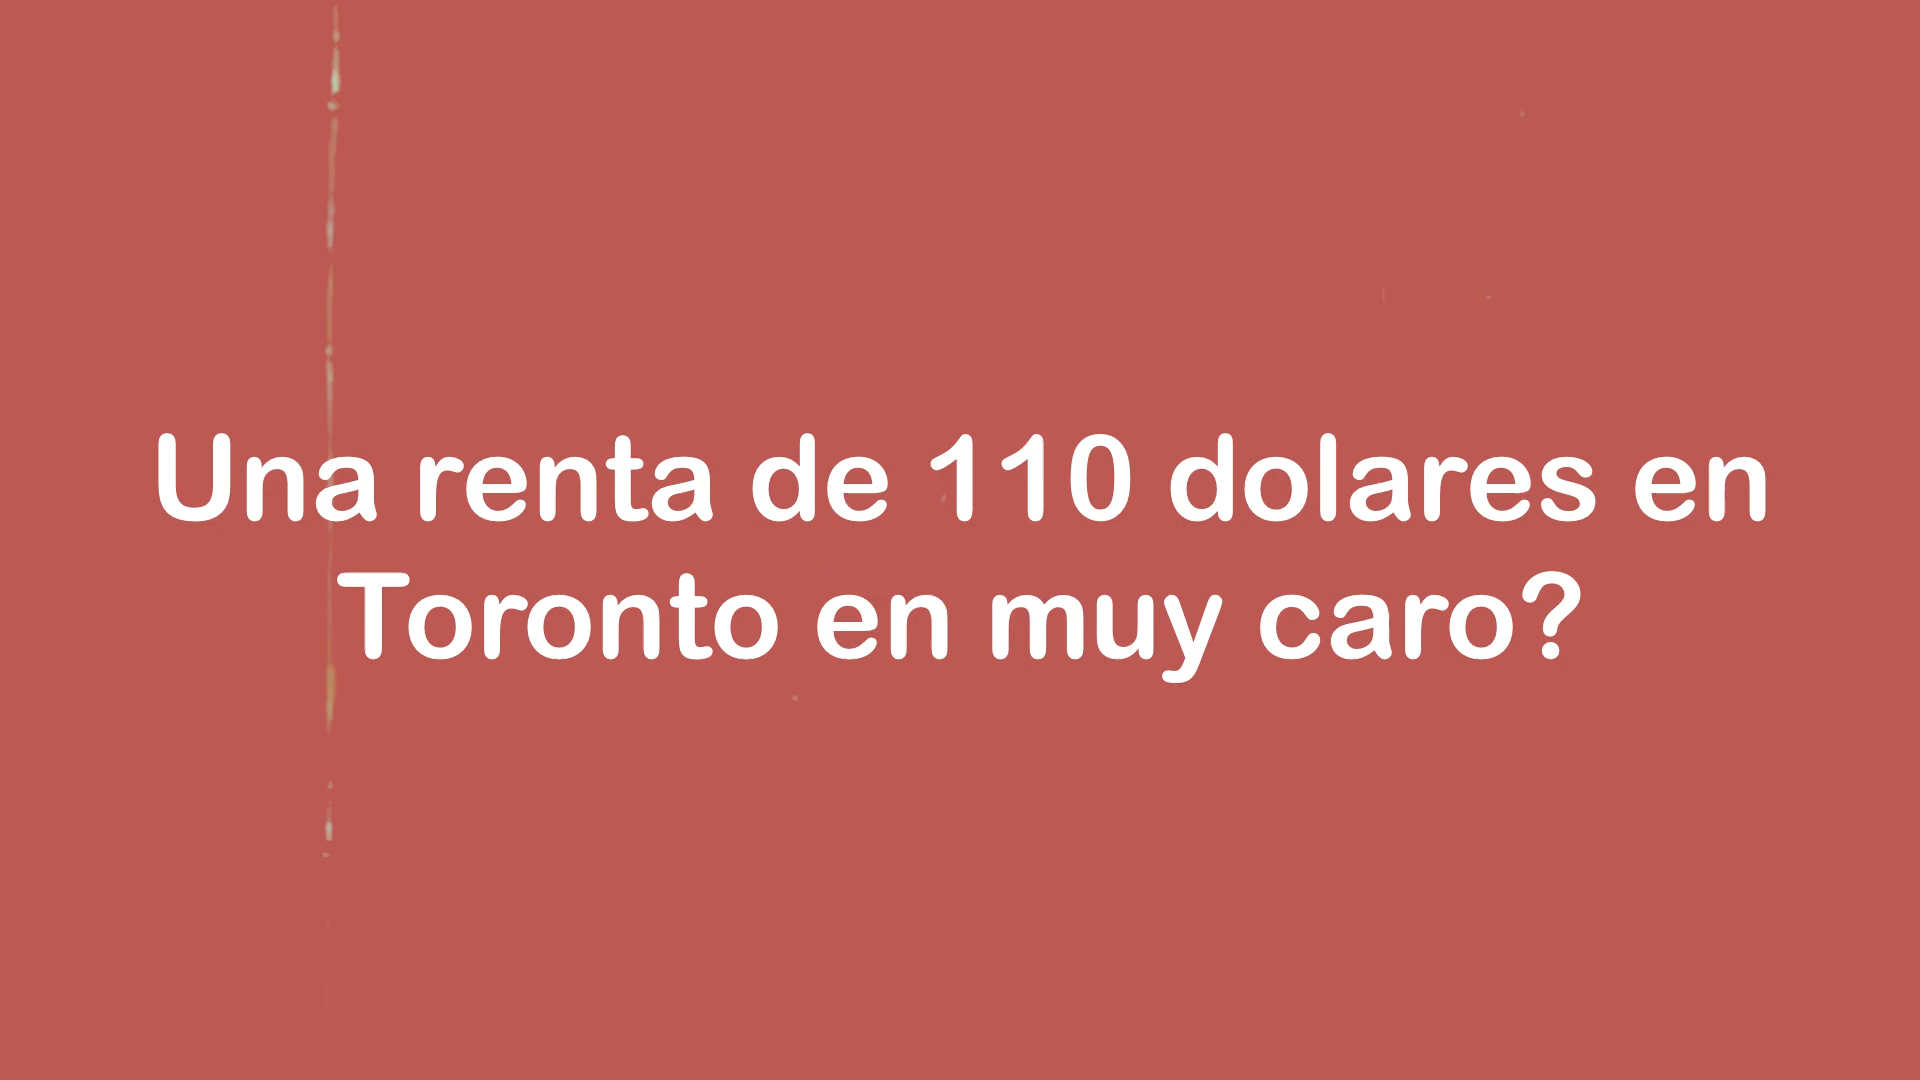 Una renta de 110 dolares en
Toronto en muy caro?